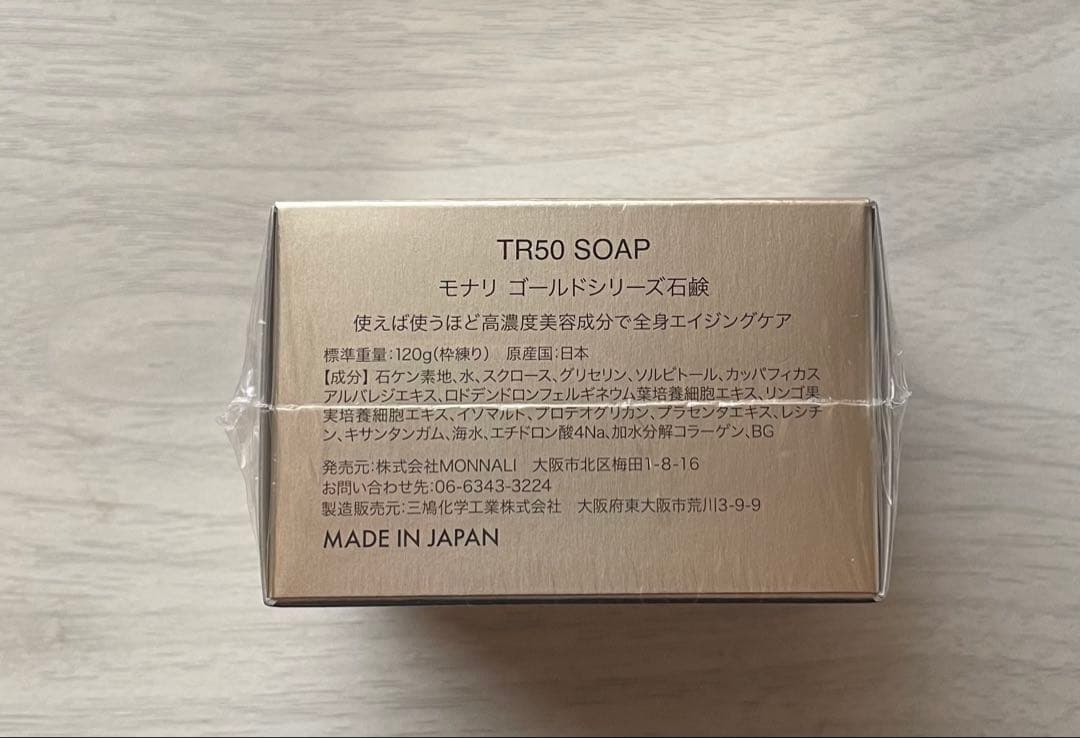 TR50 SOAP
モナリ ゴールドシリーズ石鹸
使えば使うほど高濃度美容成分で全身エイジングケア
標準重量:120g(枠練り) 原産国:日本
【成分】石ケン素地、水、スクロース、グリセリン、ソルビトール、カッパフィカス
アルバレジエキス、ロドデンドロンフェルギネウム葉培養細胞エキス、リンゴ果
実培養細胞エキス、イソマルト、プロテオグリカン、プラセンタエキス、レシチ
ン、キサンタンガム、海水、エチドロン酸4Na、加水分解コラーゲン、BG
発売元:株式会社MONNALI 大阪市北区梅田1-8-16
お問い合わせ先:06-6343-3224
製造販売元:三鳩化学工業株式会社 大阪府東大阪市荒川3-9-9
MADE IN JAPAN